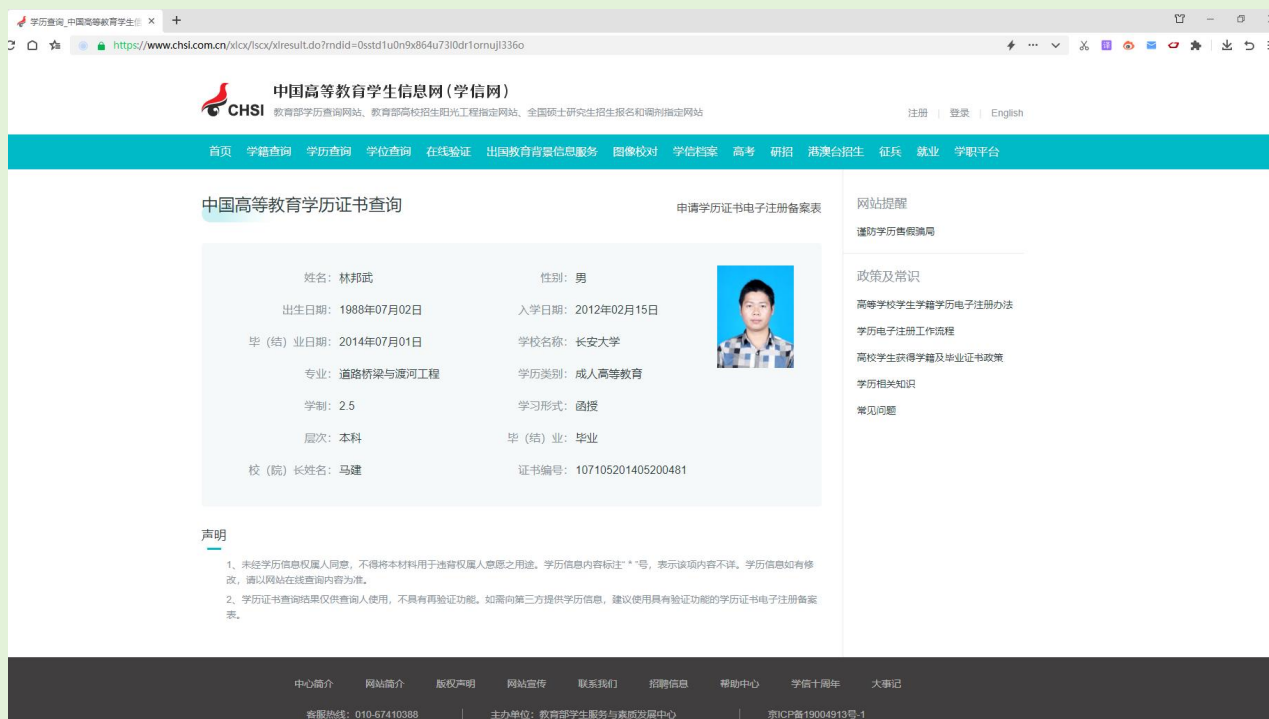 学历查询_中国高等教育学生信
https://www.chsi.com.cn/xlcx/lscx/xlresult.do?rndid=0sstd1u0n9x864u73l0dr1ornujl336o
中国高等教育学生信息网(学信网)
CHSI 教育部学历查询网站、教育部高校招生阳光工程指定网站、全国硕士研究生招生报名和调剂指定网站
注册 | 登录 | English
首页 学籍查询 学历查询 学位查询 在线验证 出国教育背景信息服务 图像校对 学信档案 高考 研招 港澳台招生 征兵 就业 学职平台
中国高等教育学历证书查询
申请学历证书电子注册备案表
姓名: 林邦武 性别: 男
出生日期: 1988年07月02日 入学日期: 2012年02月15日
毕(结)业日期: 2014年07月01日 学校名称: 长安大学
专业: 道路桥梁与渡河工程 学历类别: 成人高等教育
学制: 2.5 学习形式: 函授
层次: 本科 毕(结)业: 毕业
校(院)长姓名: 马建 证书编号: 107105201405200481
网站提醒
谨防学历售假骗局
政策及常识
高等学校学生学籍学历电子注册办法
学历电子注册工作流程
高校学生获得学籍及毕业证书政策
学历相关知识
常见问题
声明
1、未经学历信息权属人同意,不得将本材料用于违背权属人意愿之用途。学历信息内容标注“*”号,表示该项内容不详。学历信息如有修
改,请以网站在线查询内容为准。
2、学历证书查询结果仅供查询人使用,不具有再验证功能。如需向第三方提供学历信息,建议使用具有验证功能的学历证书电子注册备案
表。
中心简介 网站简介 版权声明 网站宣传 联系我们 招聘信息 帮助中心 学信十周年 大事记
客服热线:010-67410388 | 主办单位:教育部学生服务与素质发展中心 | 京ICP备19004913号-1